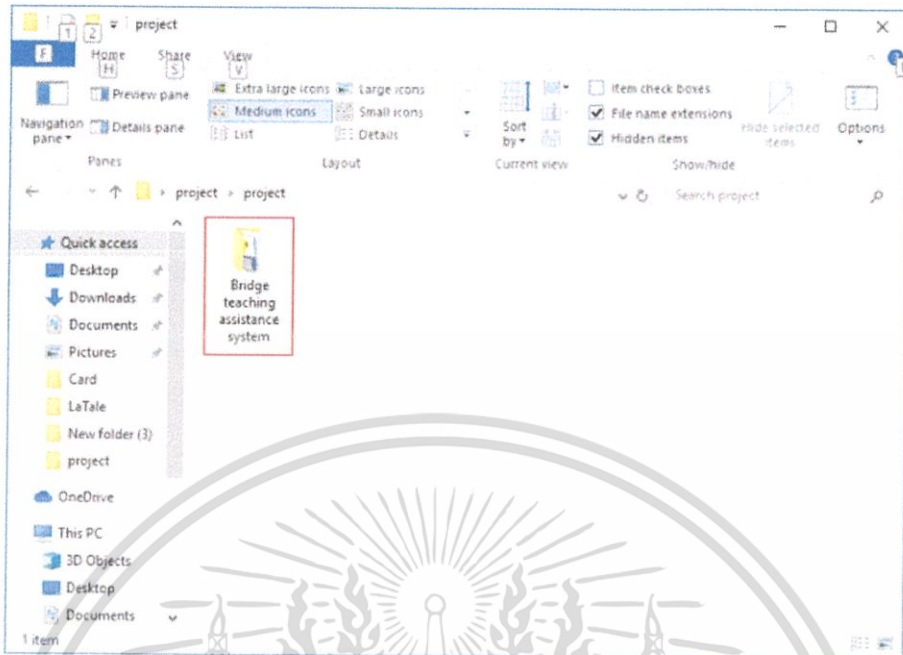 1 2 project
F Home Share View
H S V
Navigation pane
Preview pane
Details pane
Panes
Extra large icons Large icons
Medium icons Small icons
List Details
Layout
Sort by
Current view
Item check boxes
File name extensions
Hidden items
Hide selected items
Show/hide
Options
project > project
Search project
Quick access
Desktop
Downloads
Documents
Pictures
Card
LaTale
New folder (3)
project
OneDrive
This PC
3D Objects
Desktop
Documents
Bridge
teaching
assistance
system
1 item